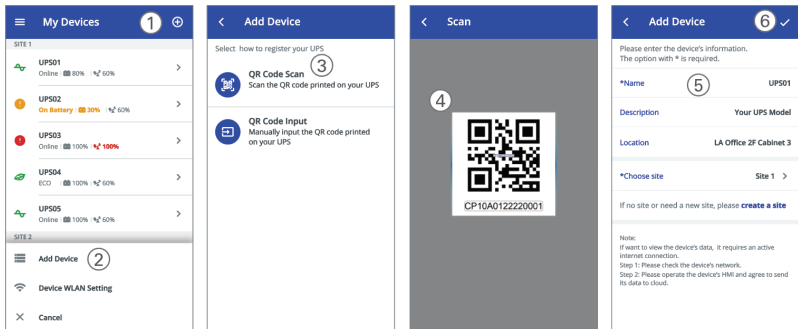 My Devices
1
SITE 1
UPS01
Online 80% 60%
UPS02
On Battery 30% 60%
UPS03
Online 100% 100%
UPS04
ECO 100% 60%
UPS05
Online 100% 60%
SITE 2
Add Device
2
Device WLAN Setting
Cancel
Add Device
Select how to register your UPS
3
QR Code Scan
Scan the QR code printed on your UPS
QR Code Input
Manually input the QR code printed
on your UPS
Scan
4
CP10A0122220001
Add Device
6
Please enter the device's information.
The option with * is required.
*Name UPS01
5
Description Your UPS Model
Location LA Office 2F Cabinet 3
*Choose site Site 1
If no site or need a new site, please create a site
Note:
If want to view the device's data, it requires an active
internet connection.
Step 1: Please check the device's network.
Step 2: Please operate the device's HMI and agree to send
its data to cloud.